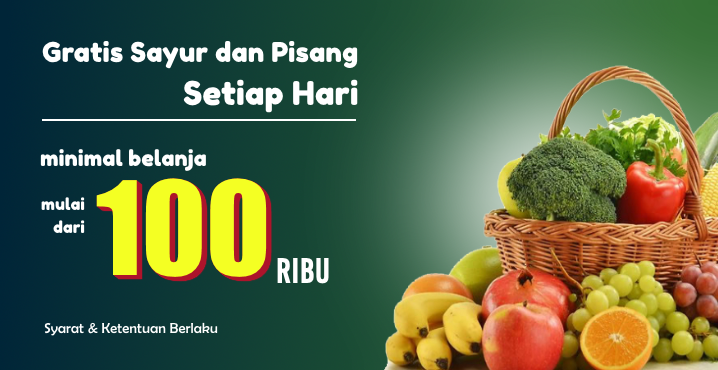 Gratis Sayur dan Pisang
Setiap Hari
minimal belanja
mulai
dari
100
RIBU
Syarat & Ketentuan Berlaku